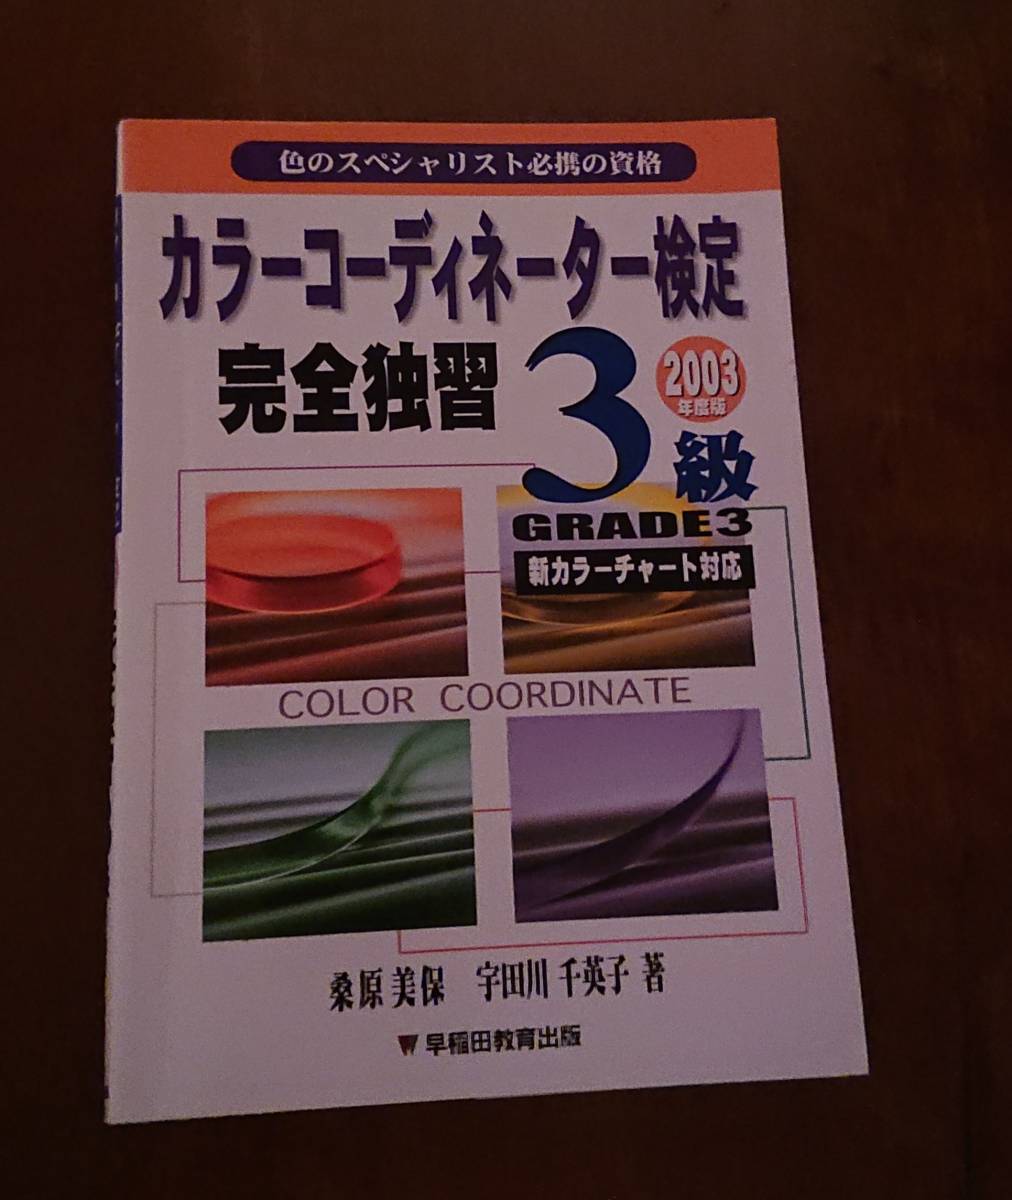 色のスペシャリスト必携の資格
カラーコーディネーター検定
完全独習
3級
2003
年度版
GRADE3
新カラーチャート対応
COLOR COORDINATE
桑原美保 宇田川千英子 著
早稲田教育出版